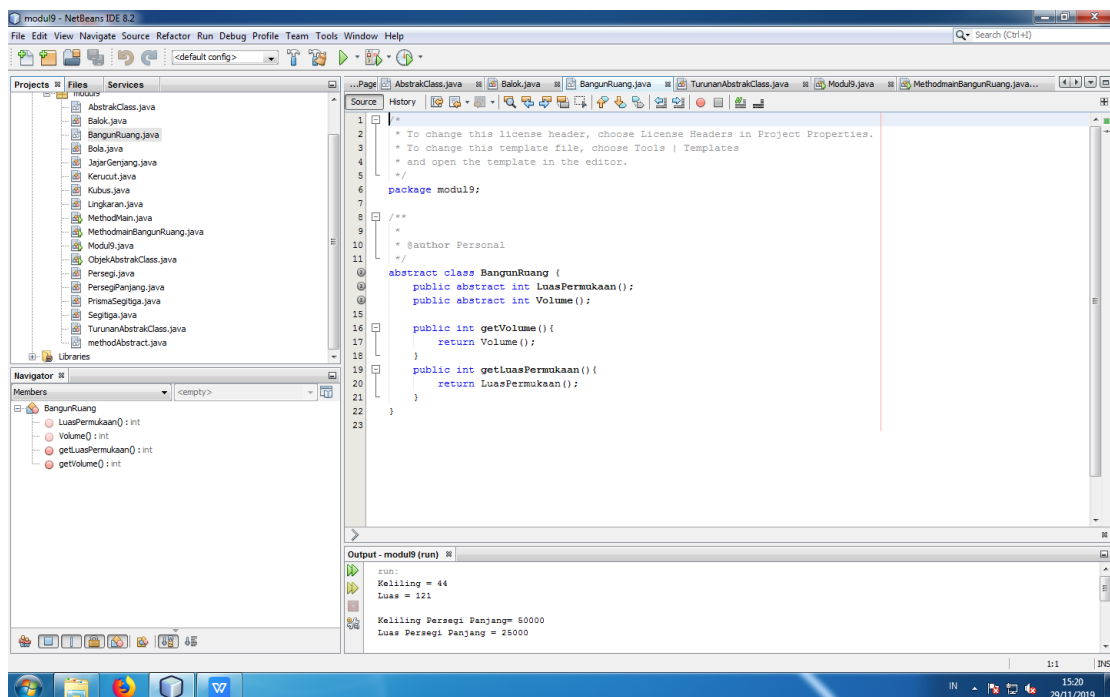 modul9 - NetBeans IDE 8.2
File Edit View Navigate Source Refactor Run Debug Profile Team Tools Window Help
Search (Ctrl+I)
<default config>
Projects Files Services
modul9
AbstrakClass.java
Balok.java
BangunRuang.java
Bola.java
JajarGenjang.java
Kerucut.java
Kubus.java
Lingkaran.java
MethodMain.java
MethodmainBangunRuang.java
Modul9.java
ObjekAbstrakClass.java
Persegi.java
PersegiPanjang.java
PrismaSegitiga.java
Segitiga.java
TurunanAbstrakClass.java
methodAbstract.java
Libraries
Navigator
Members <empty>
BangunRuang
LuasPermukaan() : int
Volume() : int
getLuasPermukaan() : int
getVolume() : int
...Page AbstrakClass.java Balok.java BangunRuang.java TurunanAbstrakClass.java Modul9.java MethodmainBangunRuang.java...
Source History
1 /*
2 * To change this license header, choose License Headers in Project Properties.
3 * To change this template file, choose Tools | Templates
4 * and open the template in the editor.
5 */
6 package modul9;
7
8 /**
9 *
10 * @author Personal
11 */
abstract class BangunRuang {
public abstract int LuasPermukaan();
public abstract int Volume();
15
16 public int getVolume(){
17 return Volume();
18 }
19 public int getLuasPermukaan(){
20 return LuasPermukaan();
21 }
22 }
23
Output - modul9 (run)
run:
Keliling = 44
Luas = 121
Keliling Persegi Panjang= 50000
Luas Persegi Panjang = 25000
1:1 INS
IN
15:20
29/11/2019